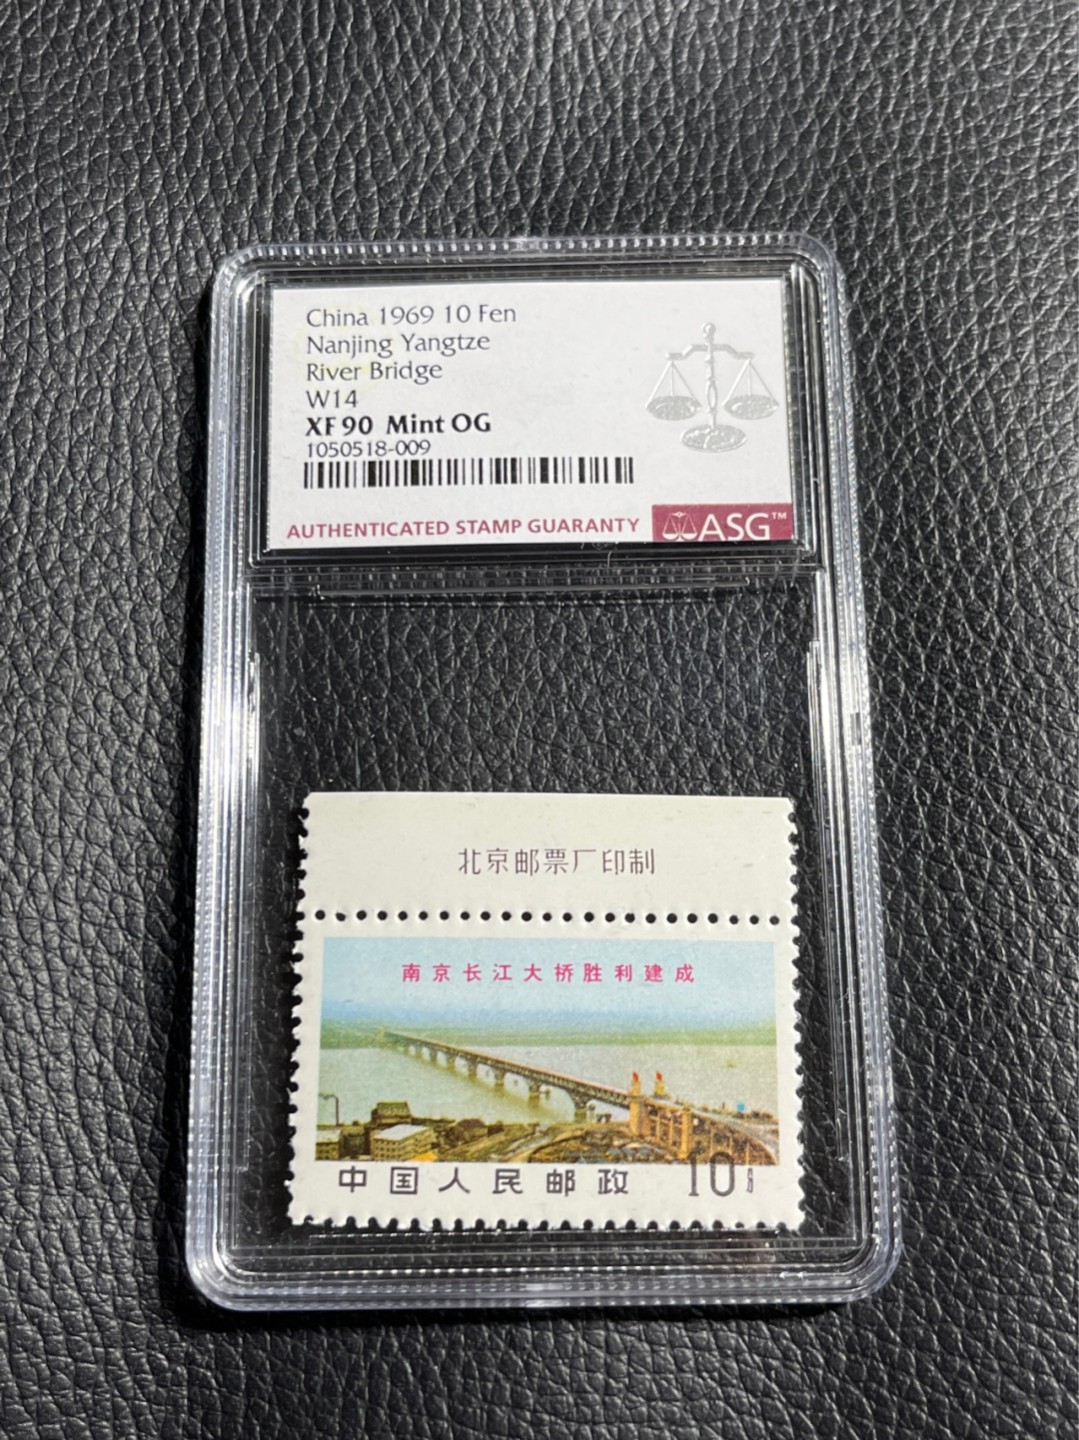 China 1969 10 Fen
Nanjing Yangtze
River Bridge
W14
XF 90 Mint OG
1050518-009
AUTHENTICATED STAMP GUARANTY
ASG™
北京邮票厂印制
南京长江大桥胜利建成
中国人民邮政 10分